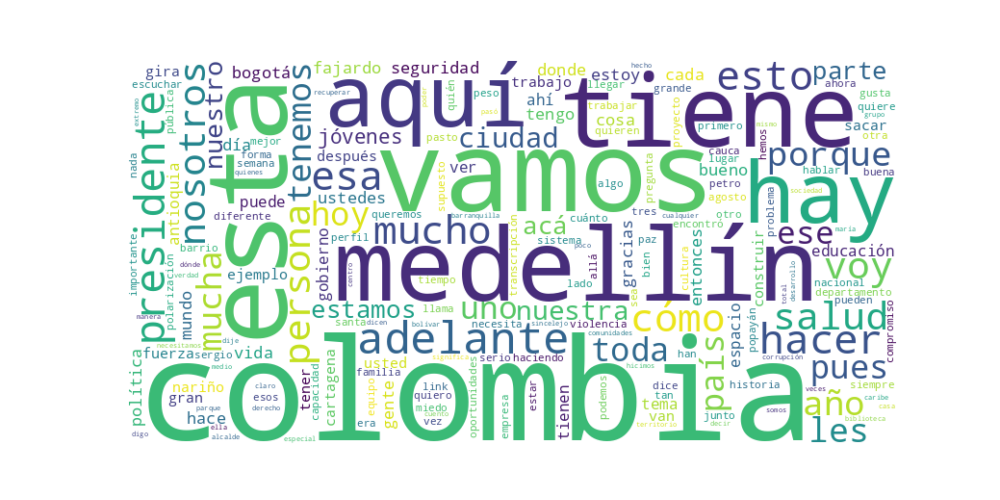 colombia
medellín
vamos
tiene
esta
aquí
hay
adelante
presidente
salud
hacer
esto
nosotros
persona
tenemos
mucho
mucha
porque
parte
ciudad
hoy
esa
ese
voy
año
les
pues
país
toda
cómo
uno
nuestra
nuestro
estamos
jóvenes
acá
bogotá
fajardo
seguridad
gira
escuchar
publica
antioquia
polarización
día
mejor
forma
semana
quienes
puede
diferente
barrio
mundo
ejemplo
importante
nada
extremo
dónde
verdad
manera
necesitamos
dije
política
fuerza
sergio
vida
nariño
gran
hace
medio
claro
esos
parque
derecho
ella
alcalde
digo
especial
tener
capacidad
cartagena
gobierno
perfil
ustedes
después
ver
queremos
barranquilla
supuesto
pasto
quién
peso
tengo
ahí
trabajo
llegar
donde
estoy
hecho
recuperar
poder
pasó
trabajar
quieren
cosa
grande
cada
proyecto
primero
hemos
cauca
lugar
bueno
petro
agosto
hablar
otro
pregunta
algo
tres
cualquier
cuánto
sistema
transcripción
poco
allá
lado
paz
bien
gracias
sea
cultura
entonces
espacio
construir
problema
encontró
sociedad
maría
educación
nacional
departamento
pueden
popayán
compromiso
desarrollo
total
ahora
gusta
quiere
grupo
mismo
otra
sacar
buena
siempre
historia
junto
corrupción
veces
caribe
casa
biblioteca
somos
decir
territorio
han
dice
tan
tema
van
podemos
hicimos
comunidades
violencia
sincelejo
necesita
llama
tiempo
bolívar
dicen
santa
centro
usted
familia
equipo
gente
era
miedo
link
quiero
vez
cuento
significa
serio
haciendo
oportunidades
empresa
estar
tienen